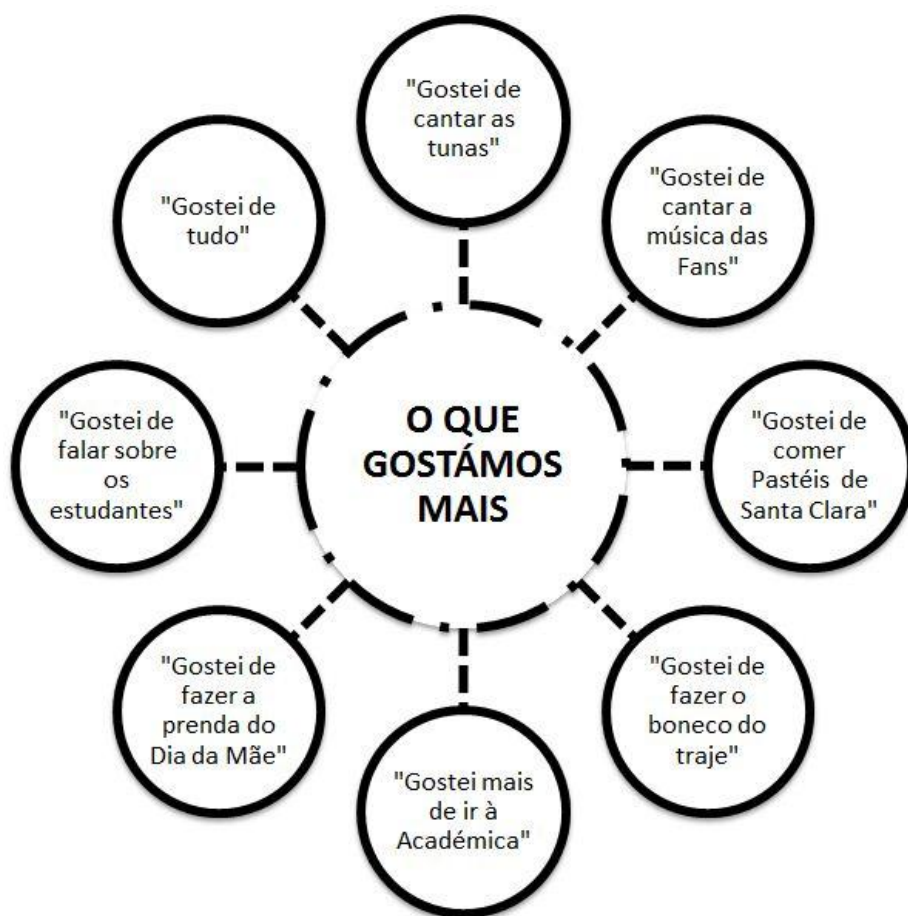 O QUE
GOSTÁMOS
MAIS
"Gostei de
cantar as
tunas"
"Gostei de
cantar a
música das
Fans"
"Gostei de
comer
Pastéis de
Santa Clara"
"Gostei de
fazer o
boneco do
traje"
"Gostei mais
de ir à
Académica"
"Gostei de
fazer a
prenda do
Dia da Mãe"
"Gostei de
falar sobre
os
estudantes"
"Gostei de
tudo"